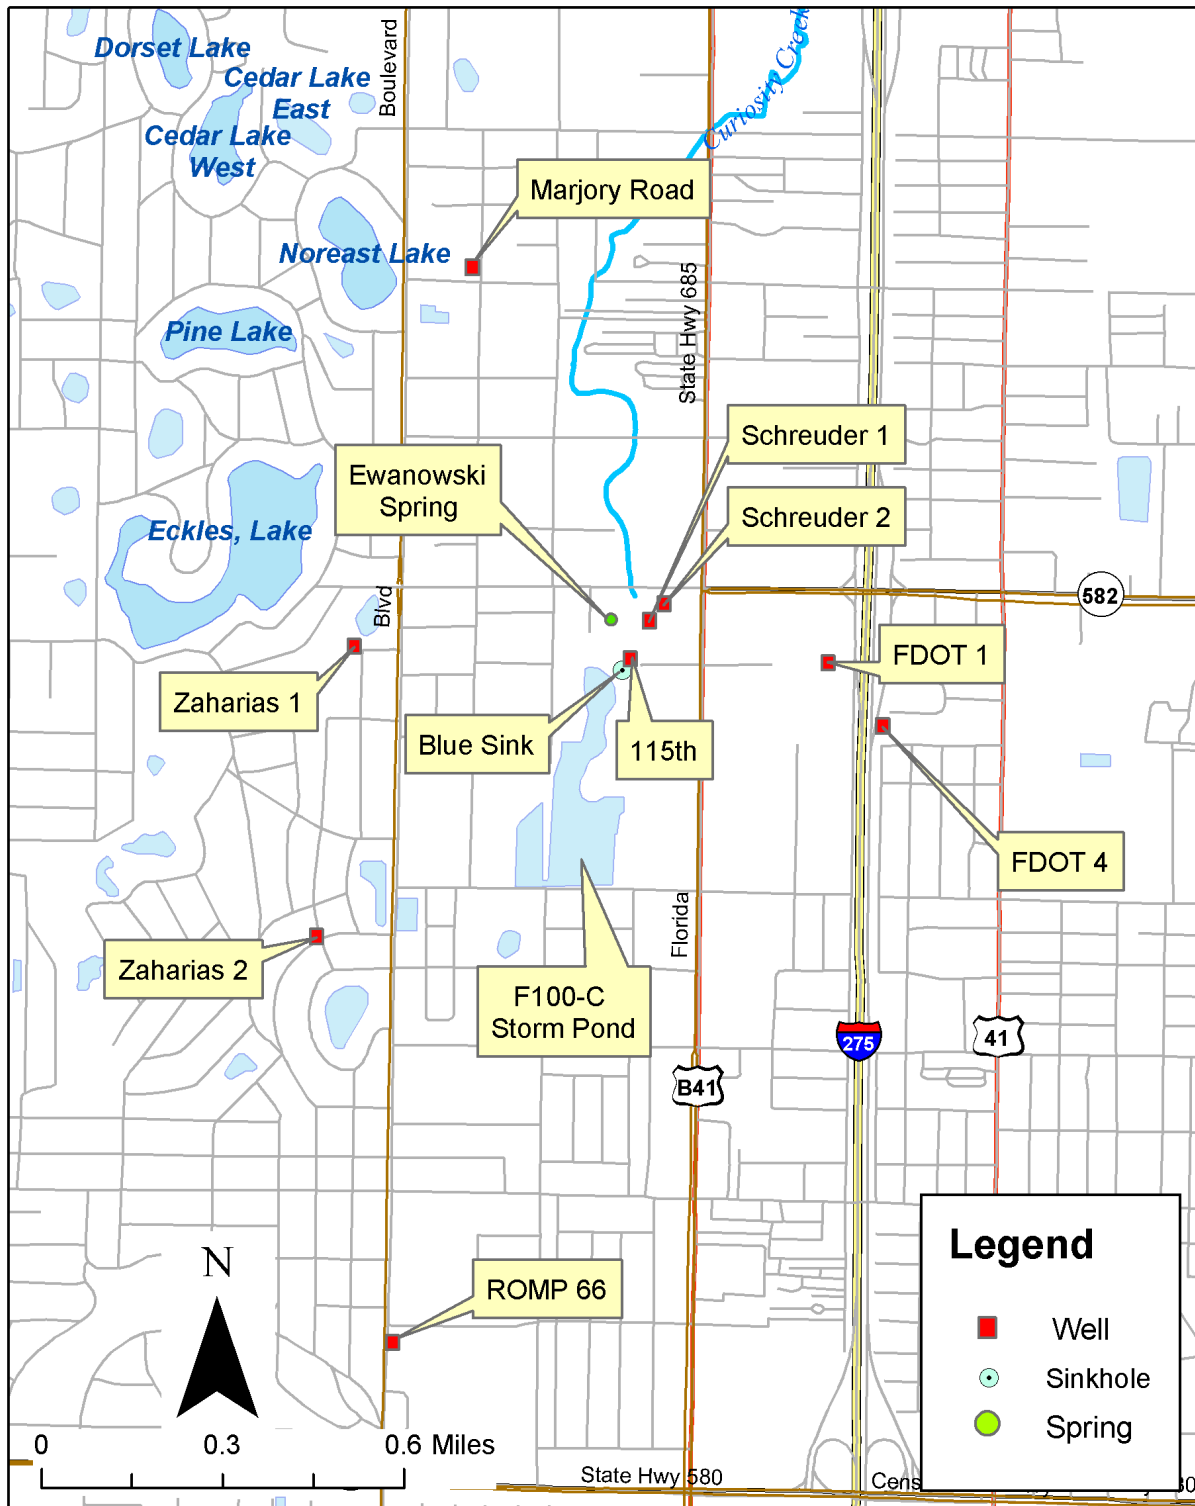 Dorset Lake
Cedar Lake
East
Cedar Lake
West
Boulevard
Curiosity Creek
Marjory Road
Noreast Lake
State Hwy 685
Pine Lake
Schreuder 1
Ewanowski
Spring
Schreuder 2
Eckles, Lake
Blvd
582
FDOT 1
Zaharias 1
Blue Sink
115th
FDOT 4
Florida
Zaharias 2
F100-C
Storm Pond
275
41
B41
Legend
N
ROMP 66
Well
Sinkhole
Spring
0 0.3 0.6 Miles
State Hwy 580
Cens